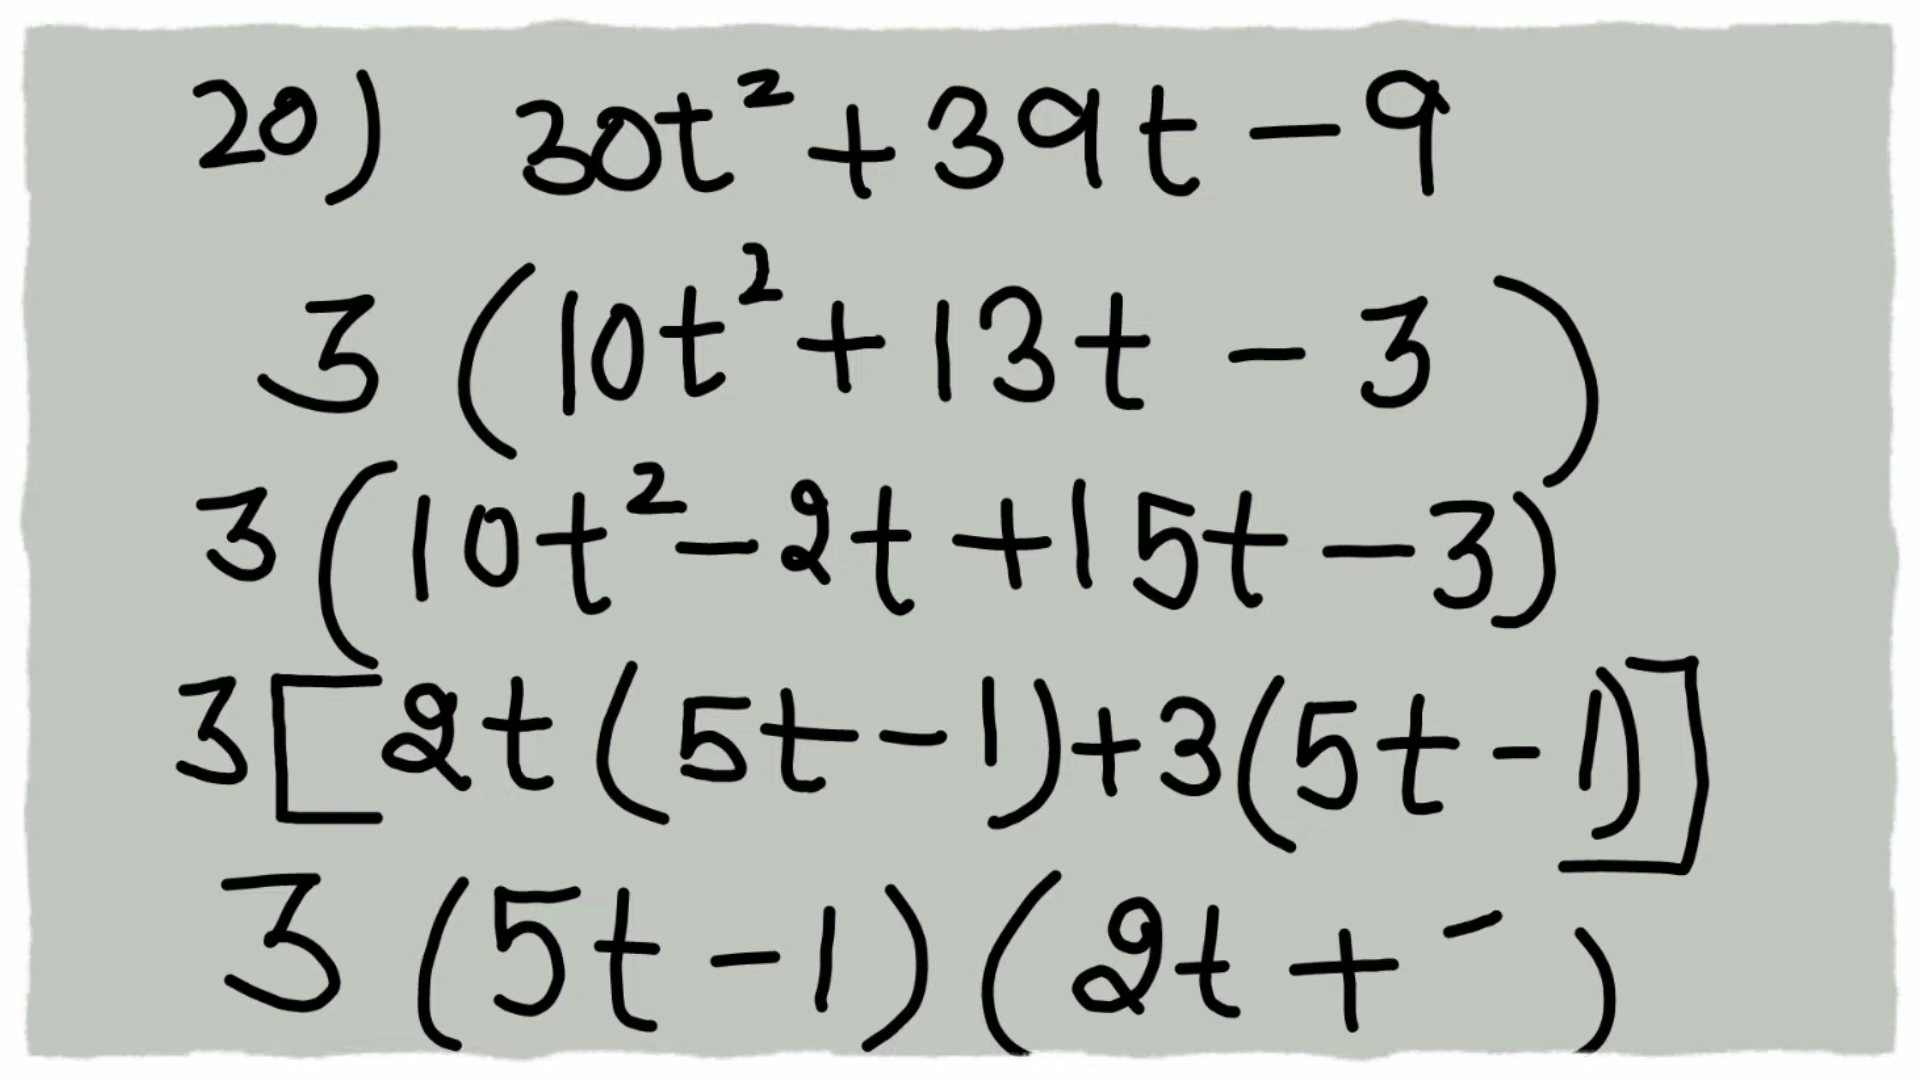 20) 30t² + 39t - 9
3 (10t² + 13t - 3)
3 (10t² - 2t + 15t - 3)
3 [2t (5t - 1) + 3 (5t - 1)]
3 (5t - 1) (2t + )